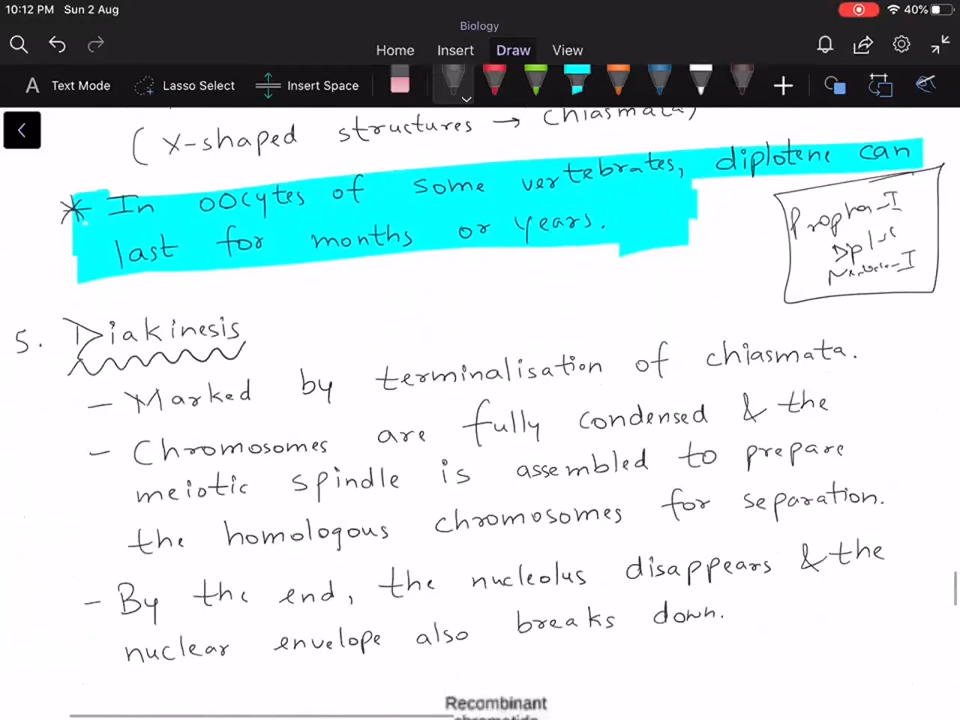 10:12 PM Sun 2 Aug
40%
Biology
Home Insert Draw View
Text Mode Lasso Select Insert Space
(X-shaped structures → chiasmata)
* In oocytes of some vertebrates, diplotene can
last for months or years.
5. Diakinesis
- Marked by terminalisation of chiasmata.
- Chromosomes are fully condensed & the
meiotic spindle is assembled to prepare
the homologous chromosomes for separation.
- By the end, the nucleolus disappears & the
nuclear envelope also breaks down.
Recombinant